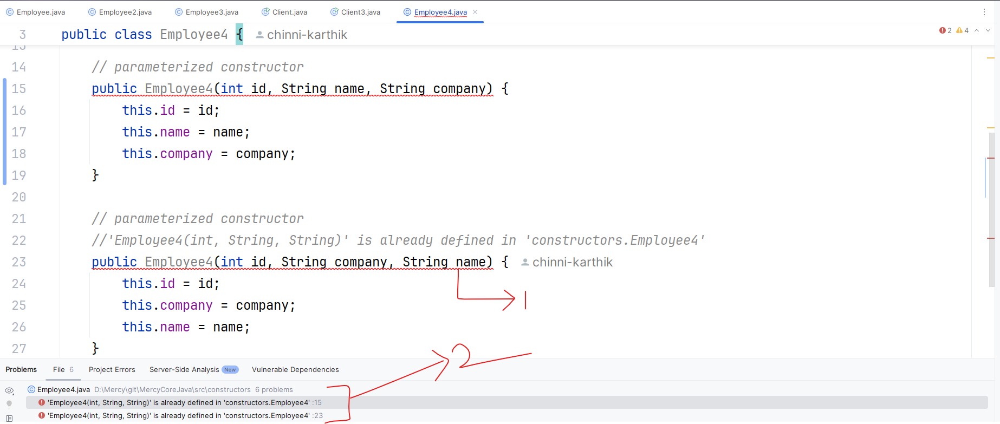 Employee.java Employee2.java Employee3.java Client.java Client3.java Employee4.java
3 public class Employee4 { chinni-karthik 2 4
13
14 // parameterized constructor
15 public Employee4(int id, String name, String company) {
16 this.id = id;
17 this.name = name;
18 this.company = company;
19 }
20
21 // parameterized constructor
22 //'Employee4(int, String, String)' is already defined in 'constructors.Employee4'
23 public Employee4(int id, String company, String name) { chinni-karthik
24 this.id = id;
1
25 this.company = company;
26 this.name = name;
27 }
2
Problems File 6 Project Errors Server-Side Analysis New Vulnerable Dependencies
Employee4.java D:\Mercy\git\MercyCoreJava\src\constructors 6 problems
'Employee4(int, String, String)' is already defined in 'constructors.Employee4' :15
'Employee4(int, String, String)' is already defined in 'constructors.Employee4' :23